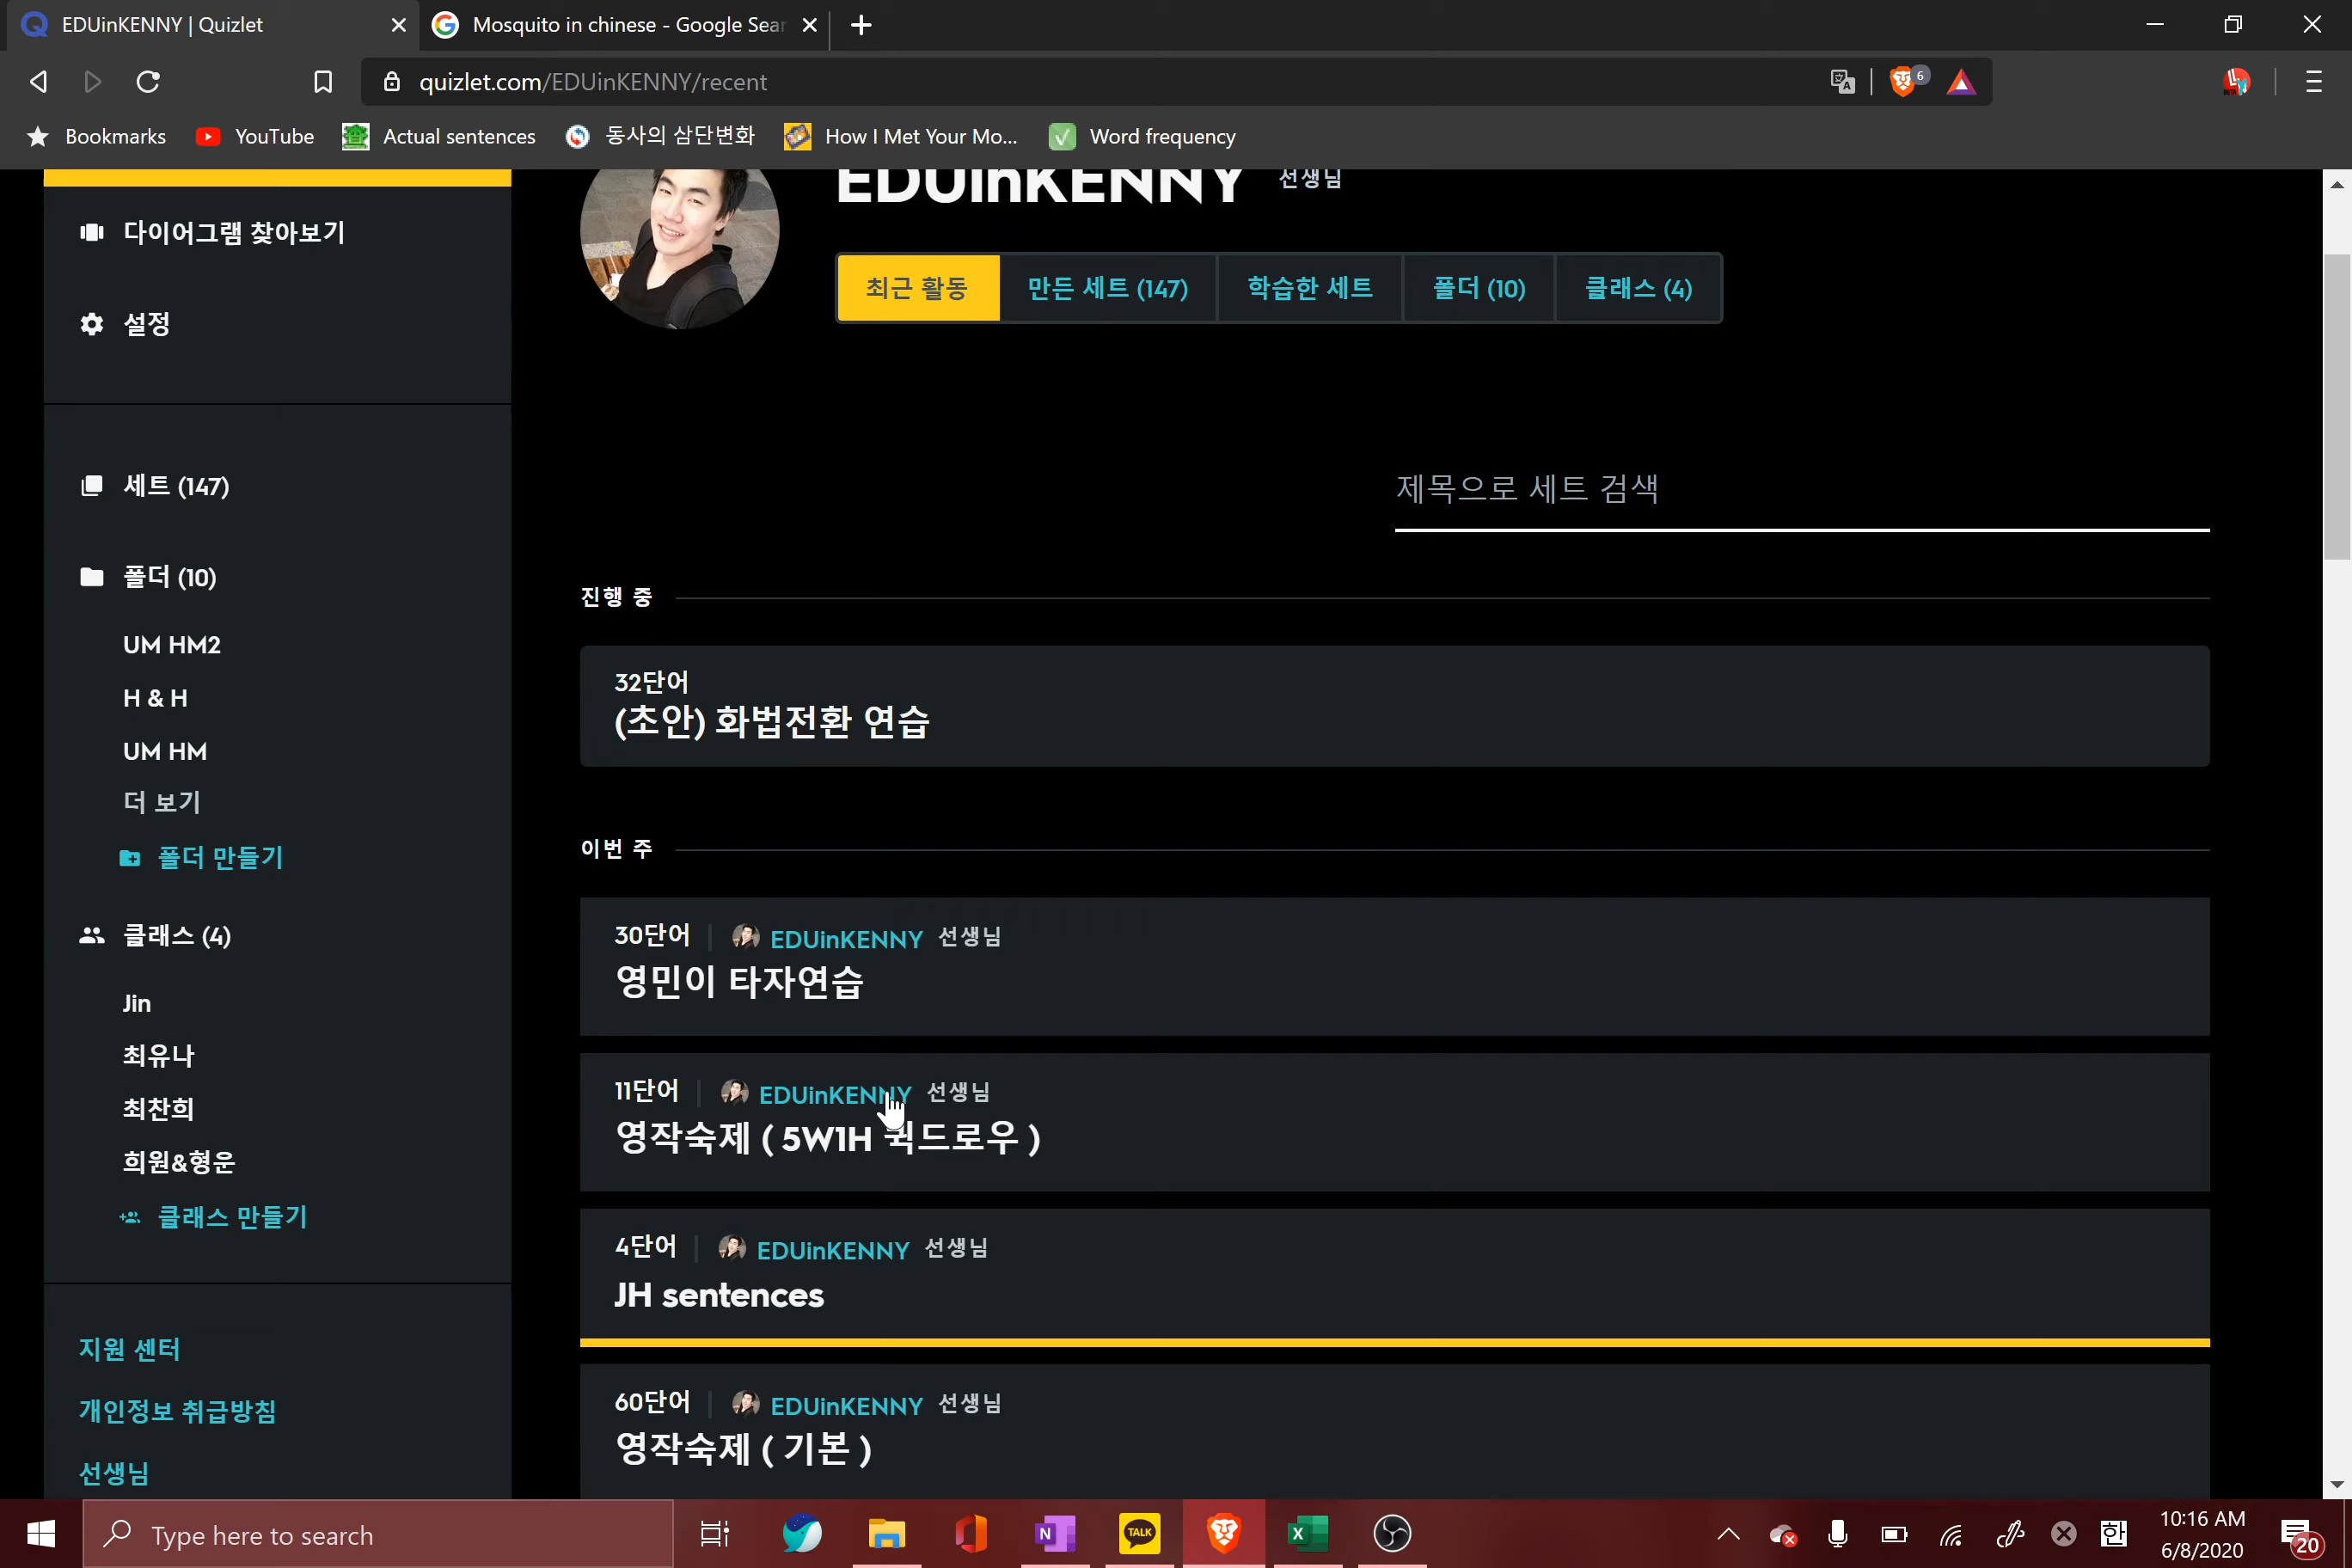 EDUinKENNY | Quizlet
Mosquito in chinese - Google Sear
quizlet.com/EDUinKENNY/recent
6
Bookmarks
YouTube
Actual sentences
동사의 삼단변화
How I Met Your Mo...
Word frequency
다이어그램 찾아보기
설정
세트 (147)
폴더 (10)
UM HM2
H & H
UM HM
더 보기
폴더 만들기
클래스 (4)
Jin
최유나
최찬희
희원&형운
클래스 만들기
지원 센터
개인정보 취급방침
선생님
EDUinKENNY 선생님
최근 활동
만든 세트 (147)
학습한 세트
폴더 (10)
클래스 (4)
제목으로 세트 검색
진행 중
32단어
(초안) 화법전환 연습
이번 주
30단어 EDUinKENNY 선생님
영민이 타자연습
11단어 EDUinKENNY 선생님
영작숙제 ( 5W1H 퀵드로우 )
4단어 EDUinKENNY 선생님
JH sentences
60단어 EDUinKENNY 선생님
영작숙제 ( 기본 )
Type here to search
N
TALK
X
한
10:16 AM
6/8/2020
20